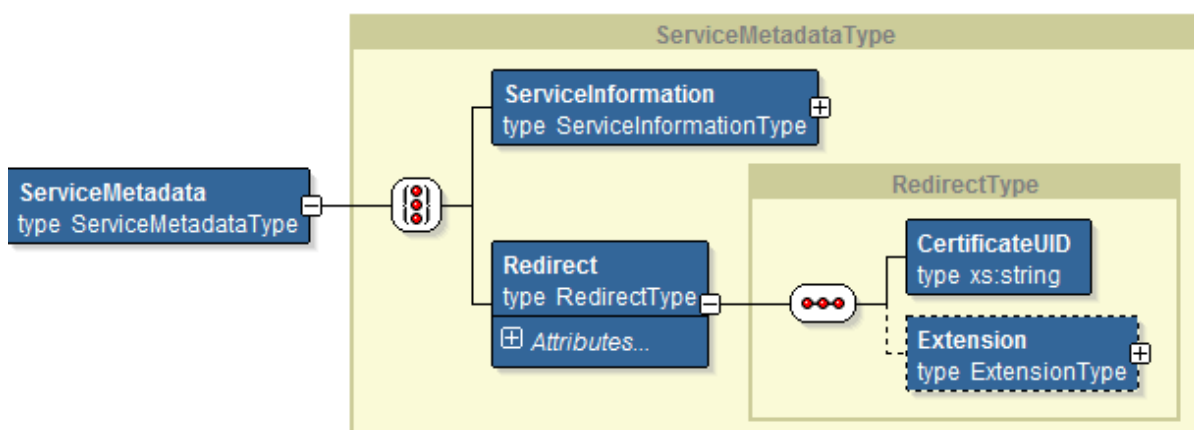 ServiceMetadataType
ServiceInformation
type ServiceInformationType
ServiceMetadata
type ServiceMetadataType
RedirectType
CertificateUID
type xs:string
Redirect
type RedirectType
Attributes...
Extension
type ExtensionType